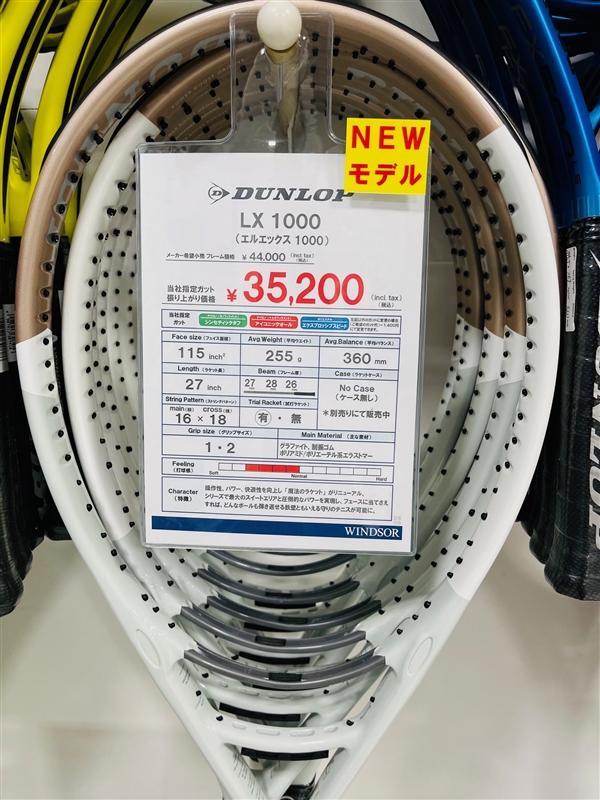 NEW
モデル
DUNLOP
LX 1000
(エルエックス 1000)
メーカー希望小売 フレーム価格 ¥ 44,000 (incl. tax) (税込)
当社指定ガット
張り上がり価格 ¥ 35,200 (incl. tax) (税込)
当社指定
ガット
シンセティックタフ アイコニックオール エクスプロッシブスピード
Face size (フェイス面積) Avg.Weight (平均ウエイト) Avg.Balance (平均バランス)
115 inch² 255 g 360 mm
Length (ラケット長) Beam (フレーム厚) Case (ラケットケース)
27 inch 27 28 26 No Case
(ケース無し)
String Pattern (ストリングパターン) Trial Racket (試打ラケット)
main(縦) cross(横)
16 × 18 有 ・ 無 *別売りにて販売中
Grip size (グリップサイズ) Main Material (主な素材)
1・2 グラファイト, 制振ゴム
ポリアミド/ポリエーテル系エラストマー
Feeling
(打球感) Soft Normal Hard
Character
(特徴)
操作性、パワー、快適性を向上し「魔法のラケット」がリニューアル。
シリーズで最大のスイートエリアと圧倒的なパワーを実現し、フェースに当てさえ
すれば、どんなボールも弾き返せる鉄壁ともいえる守りのテニスが可能に。
WINDSOR
DUNLOP